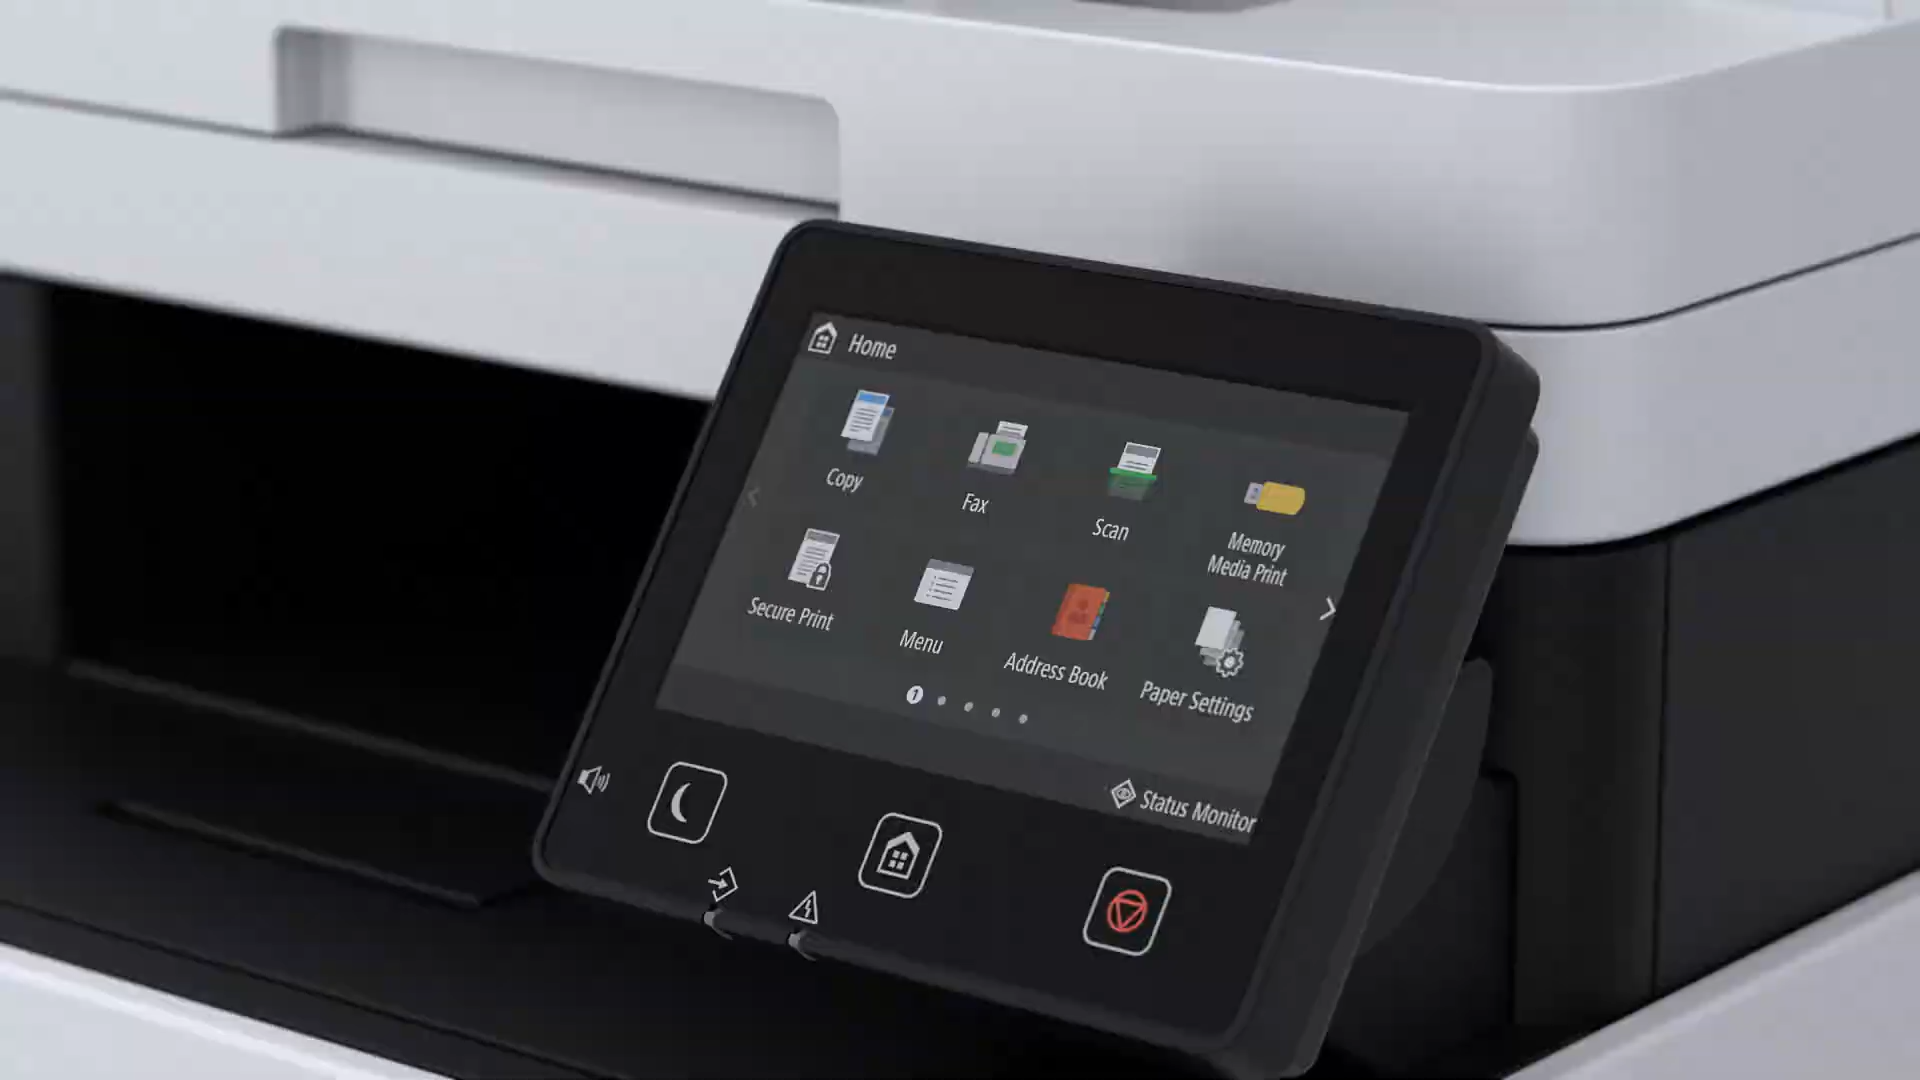 Home
Copy
Fax
Scan
Memory
Media Print
Secure Print
Menu
Address Book
Paper Settings
1
Status Monitor